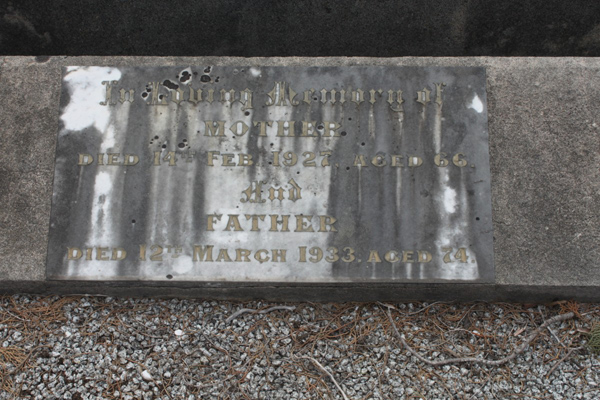 In Loving Memory of
MOTHER
DIED 14TH FEB. 1927. AGED 66.
And
FATHER
DIED 12TH MARCH 1933. AGED 74.